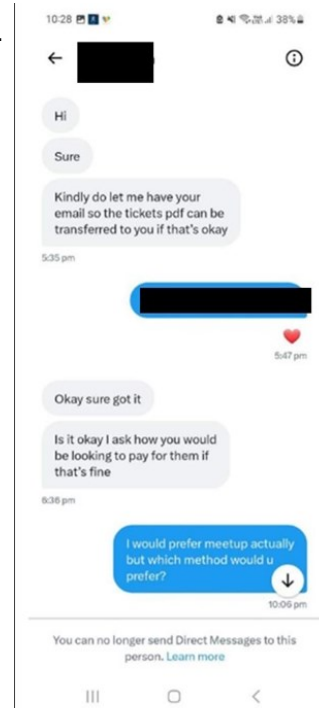 10:28
38%
Hi
Sure
Kindly do let me have your
email so the tickets pdf can be
transferred to you if that's okay
5:35 pm
5:47 pm
Okay sure got it
Is it okay I ask how you would
be looking to pay for them if
that's fine
6:36 pm
I would prefer meetup actually
but which method would u
prefer?
10:06 pm
You can no longer send Direct Messages to this
person. Learn more